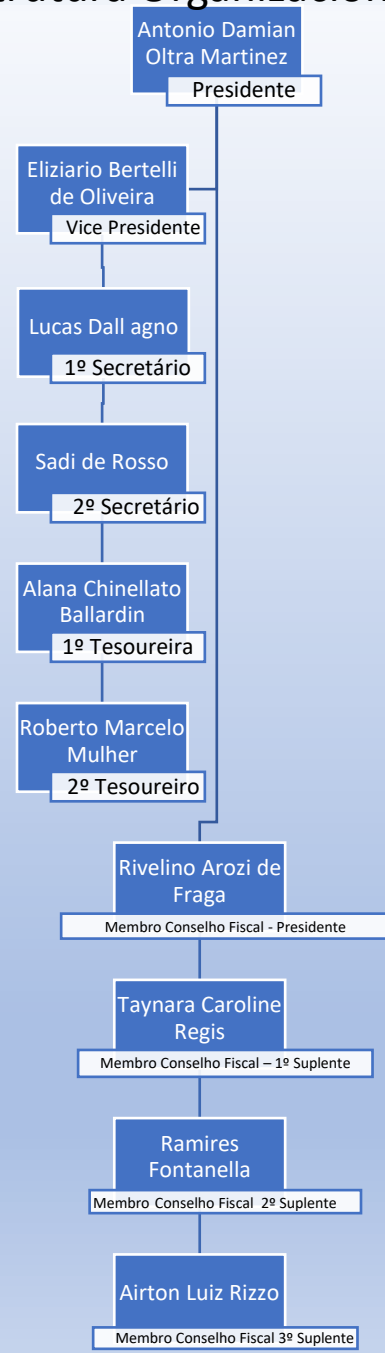 Antonio Damian
Oltra Martinez
Presidente
Eliziario Bertelli
de Oliveira
Vice Presidente
Lucas Dall agno
1º Secretário
Sadi de Rosso
2º Secretário
Alana Chinellato
Ballardin
1º Tesoureira
Roberto Marcelo
Mulher
2º Tesoureiro
Rivelino Arozi de
Fraga
Membro Conselho Fiscal - Presidente
Taynara Caroline
Regis
Membro Conselho Fiscal – 1º Suplente
Ramires
Fontanella
Membro Conselho Fiscal 2º Suplente
Airton Luiz Rizzo
Membro Conselho Fiscal 3º Suplente